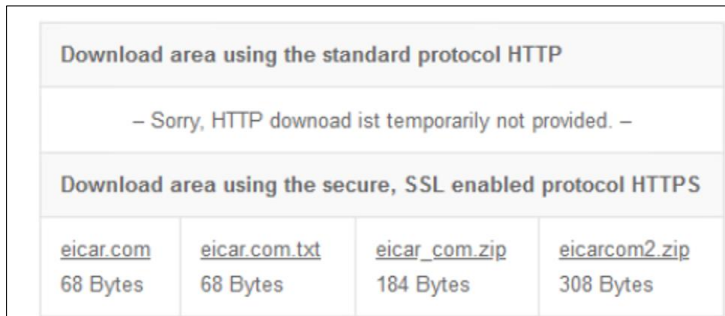 Download area using the standard protocol HTTP
– Sorry, HTTP downoad ist temporarily not provided. –
Download area using the secure, SSL enabled protocol HTTPS
eicar.com eicar.com.txt eicar_com.zip eicarcom2.zip
68 Bytes 68 Bytes 184 Bytes 308 Bytes